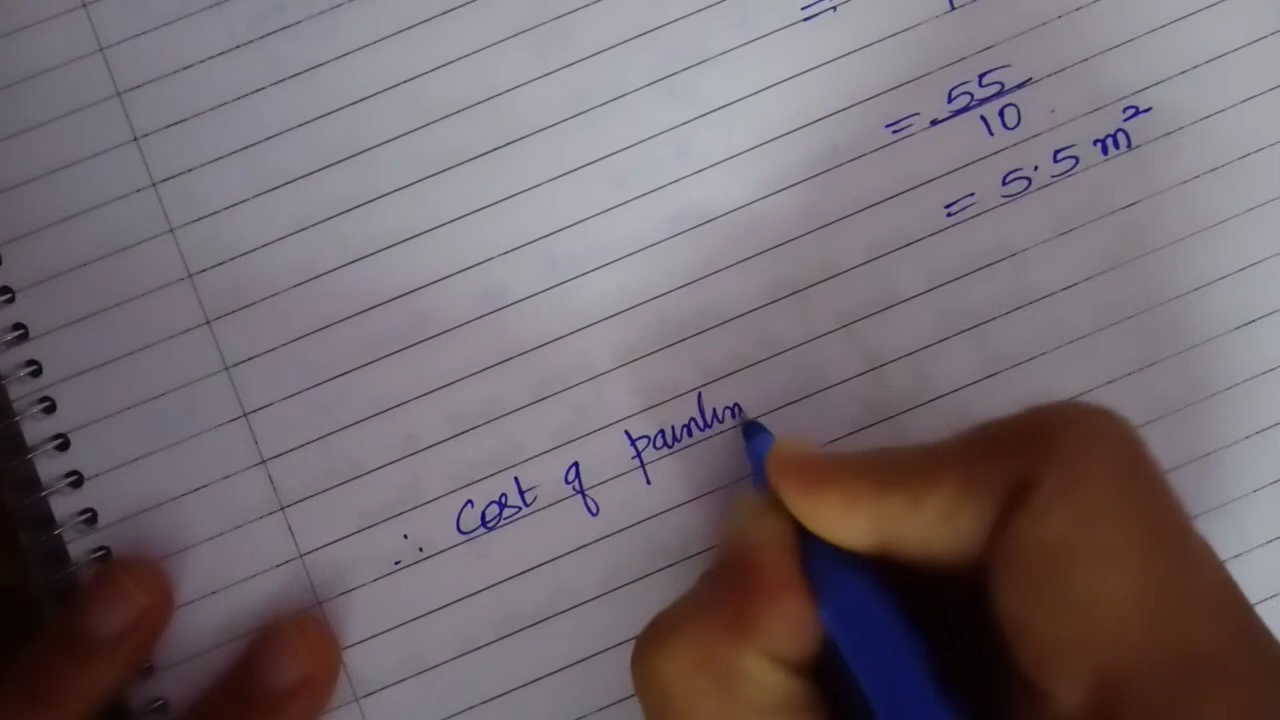 =
= 55/10
= 5.5 m²
∴ cost of paintin